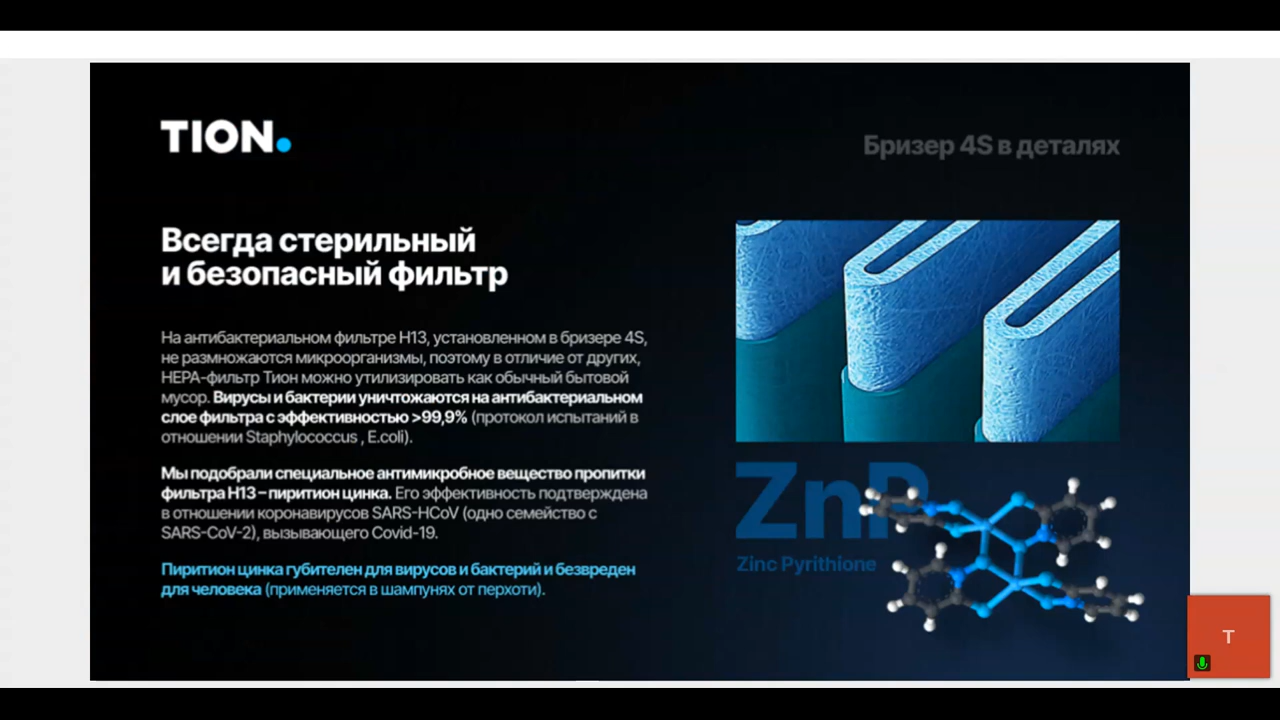 TION.
Бризер 4S в деталях
Всегда стерильный
и безопасный фильтр
На антибактериальном фильтре H13, установленном в бризере 4S,
не размножаются микроорганизмы, поэтому в отличие от других,
HEPA-фильтр Тион можно утилизировать как обычный бытовой
мусор. Вирусы и бактерии уничтожаются на антибактериальном
слое фильтра с эффективностью >99,9% (протокол испытаний в
отношении Staphylococcus , E.coli).
Мы подобрали специальное антимикробное вещество пропитки
фильтра H13 – пиритион цинка. Его эффективность подтверждена
в отношении коронавирусов SARS-HCoV (одно семейство с
SARS-CoV-2), вызывающего Covid-19.
Пиритион цинка губителен для вирусов и бактерий и безвреден
для человека (применяется в шампунях от перхоти).
ZnP
Zinc Pyrithione
T